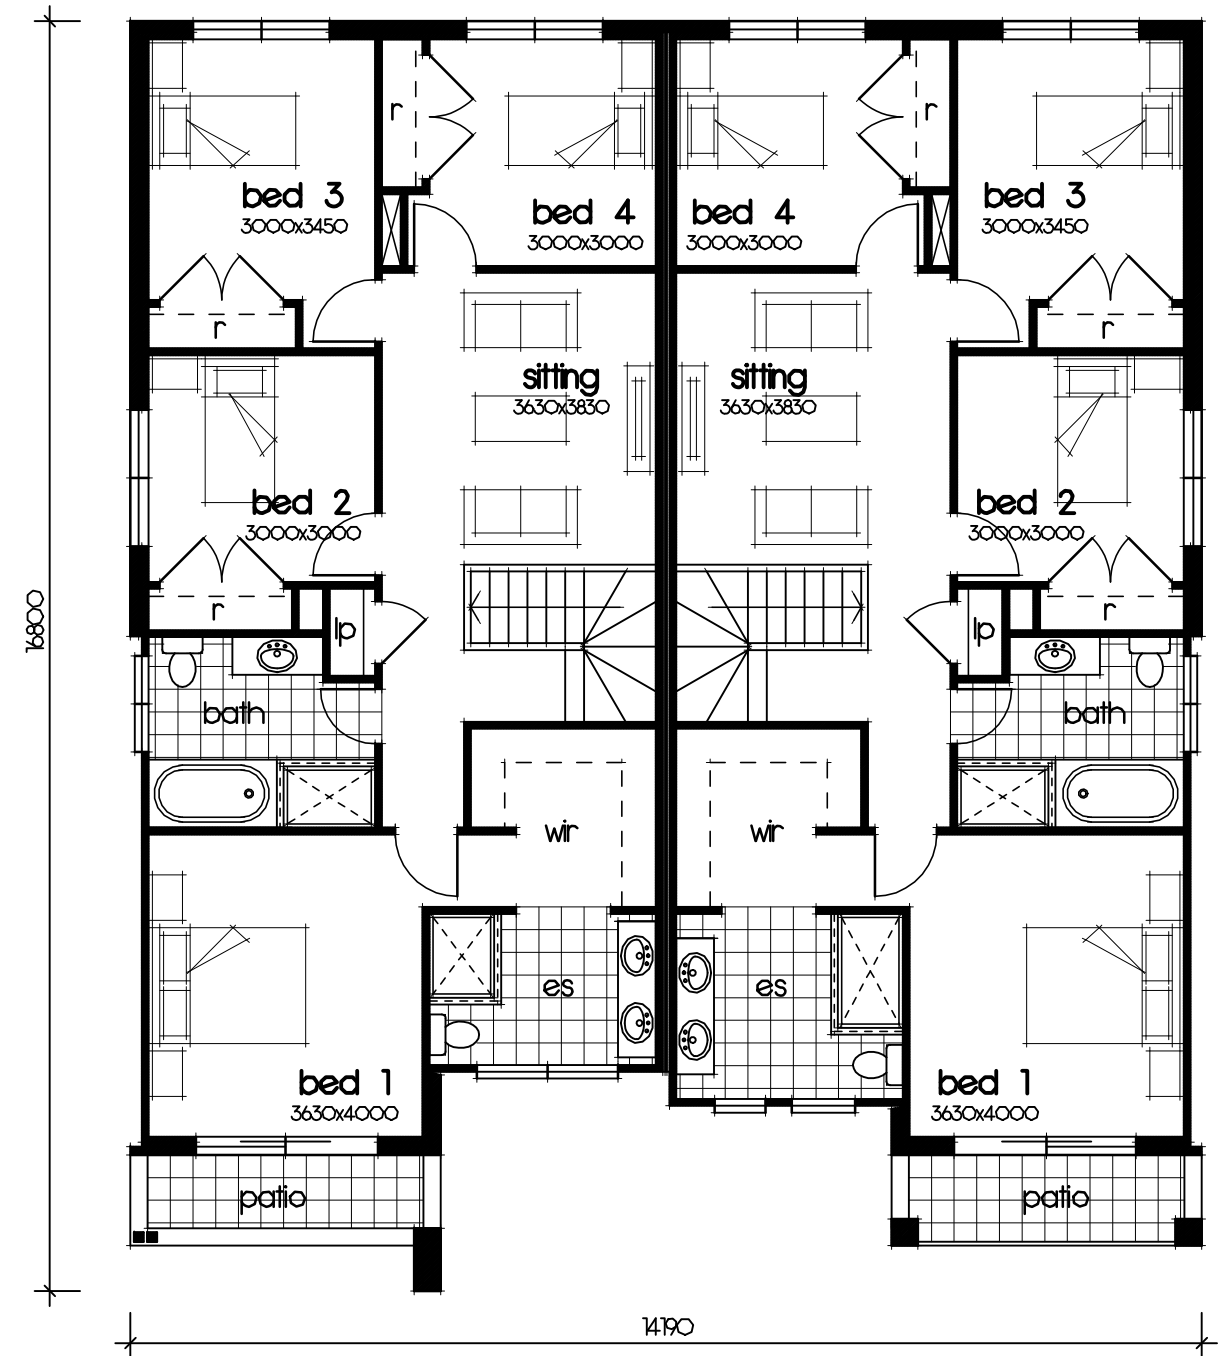 r
r
bed 3
3000x3450
bed 4
3000x3000
bed 4
3000x3000
bed 3
3000x3450
r
r
sitting
3630x3830
sitting
3630x3830
bed 2
3000x3000
bed 2
3000x3000
r
lp
lp
r
16800
bath
bath
wir
wir
es
es
bed 1
3630x4000
bed 1
3630x4000
patio
patio
14190